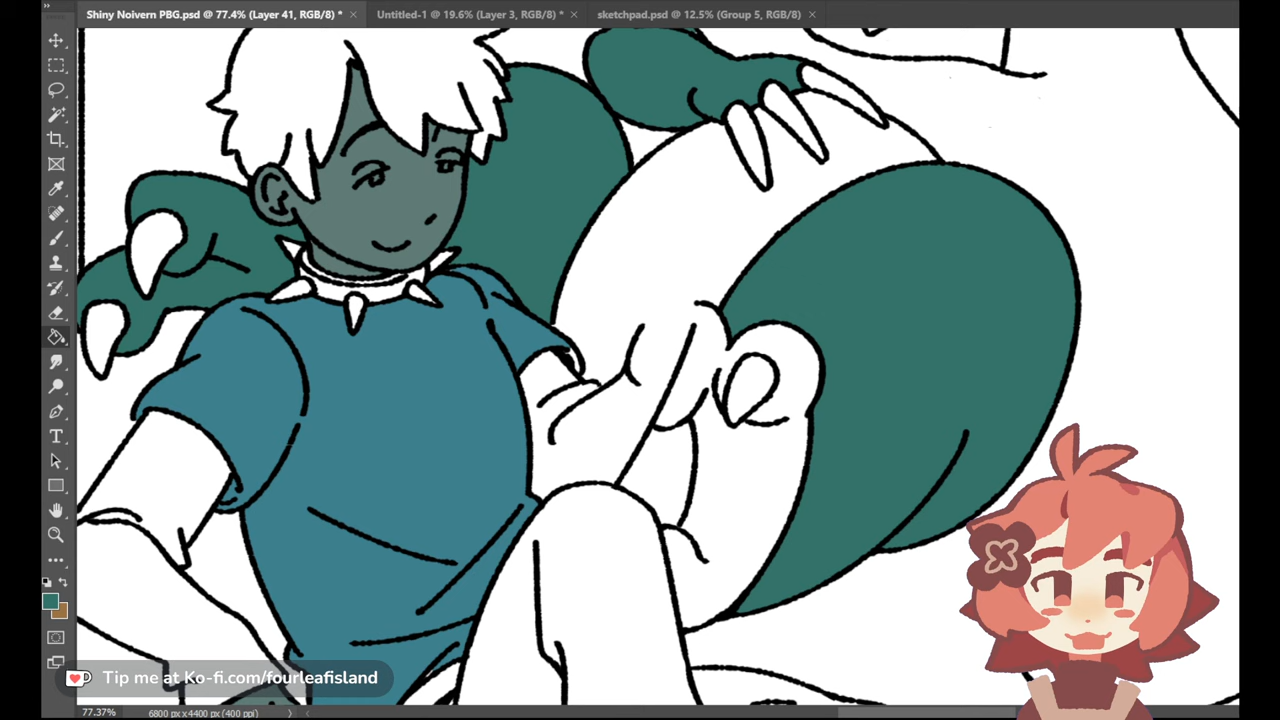 Shiny Noivern PBG.psd @ 77.4% (Layer 41, RGB/8) * × Untitled-1 @ 19.6% (Layer 3, RGB/8) * × sketchpad.psd @ 12.5% (Group 5, RGB/8) ×
Tip me at Ko-fi.com/fourleafisland
77.37% 6800 px x4400 px (400 ppi)